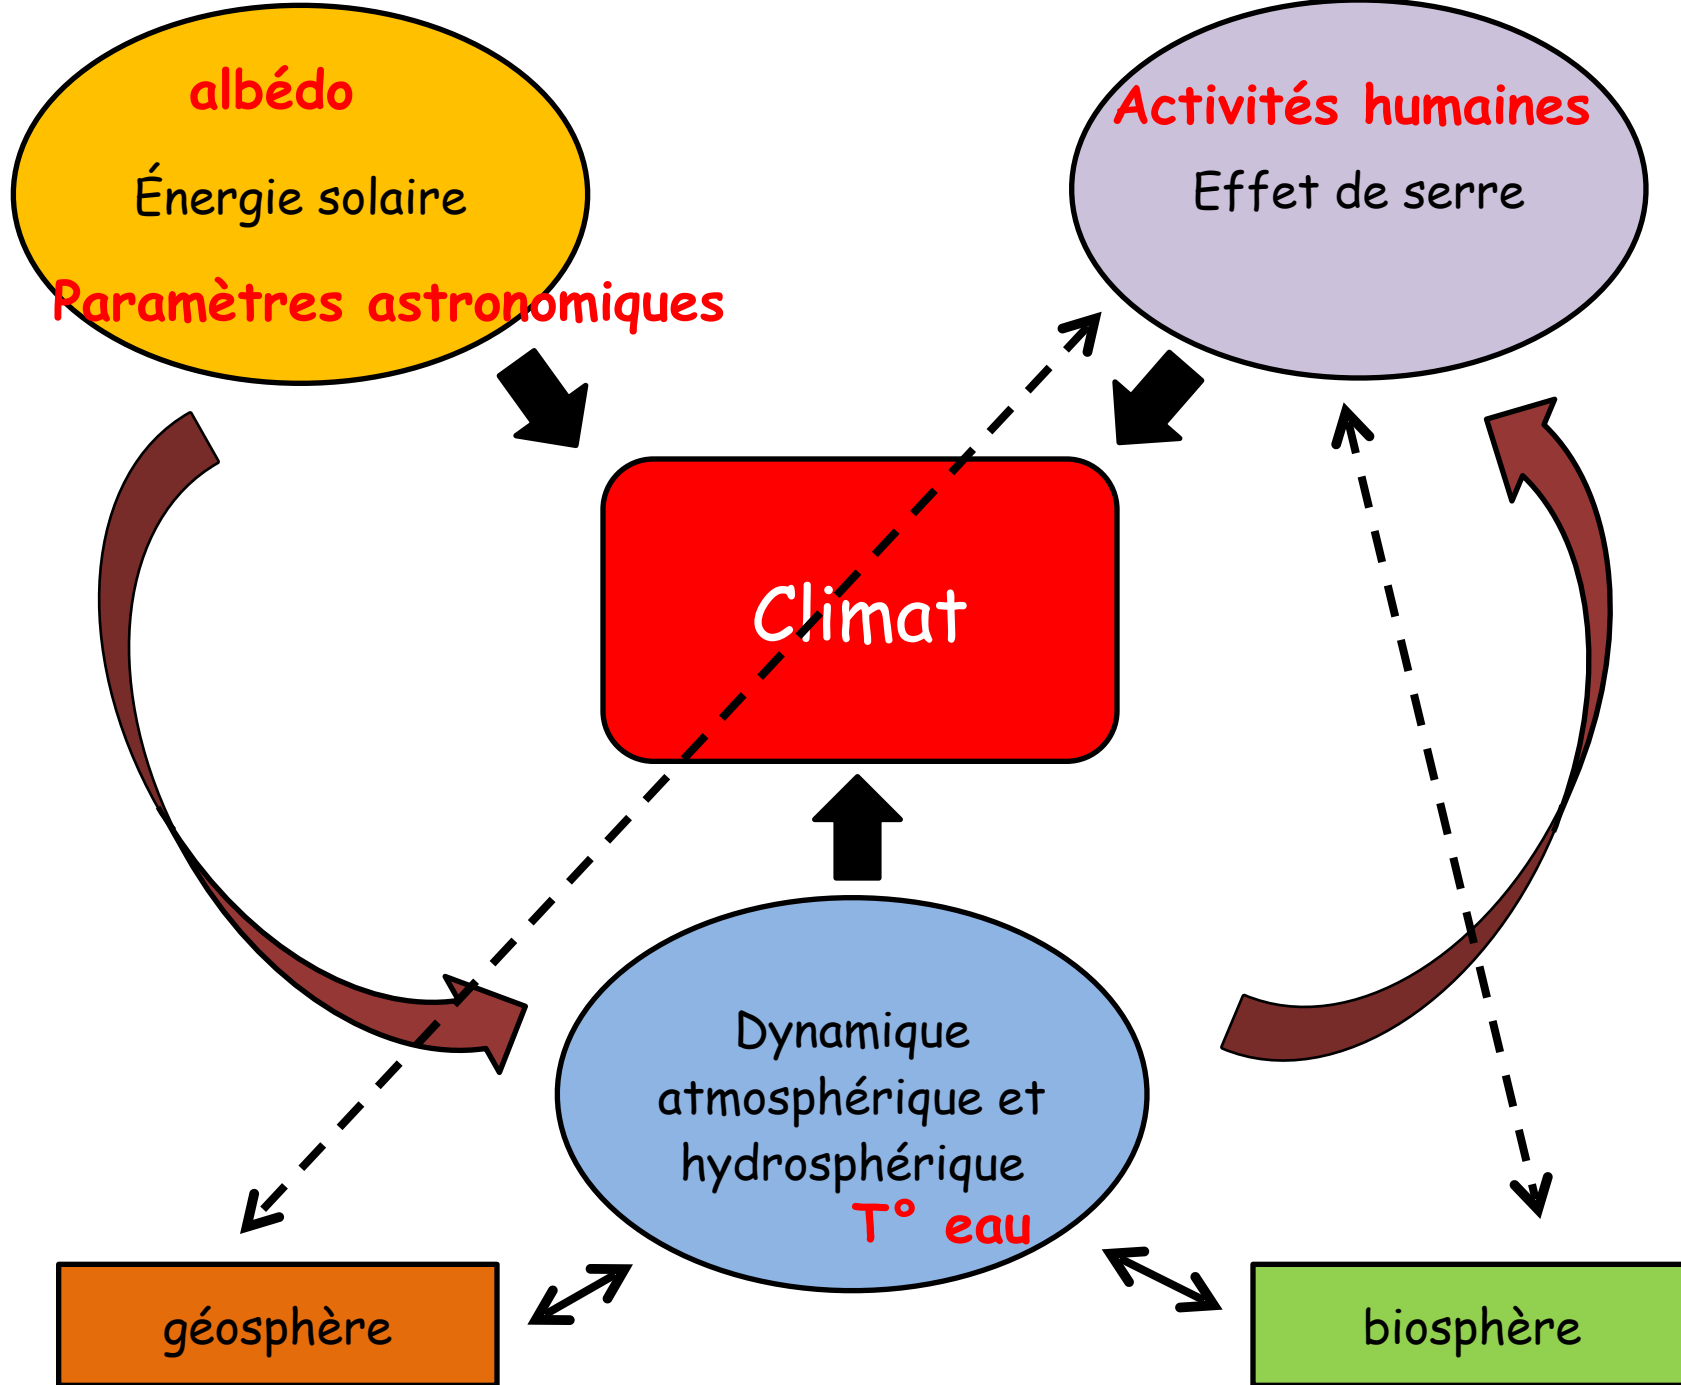 albédo
Énergie solaire
Paramètres astronomiques
Activités humaines
Effet de serre
Climat
Dynamique
atmosphérique et
hydrosphérique
T° eau
géosphère
biosphère